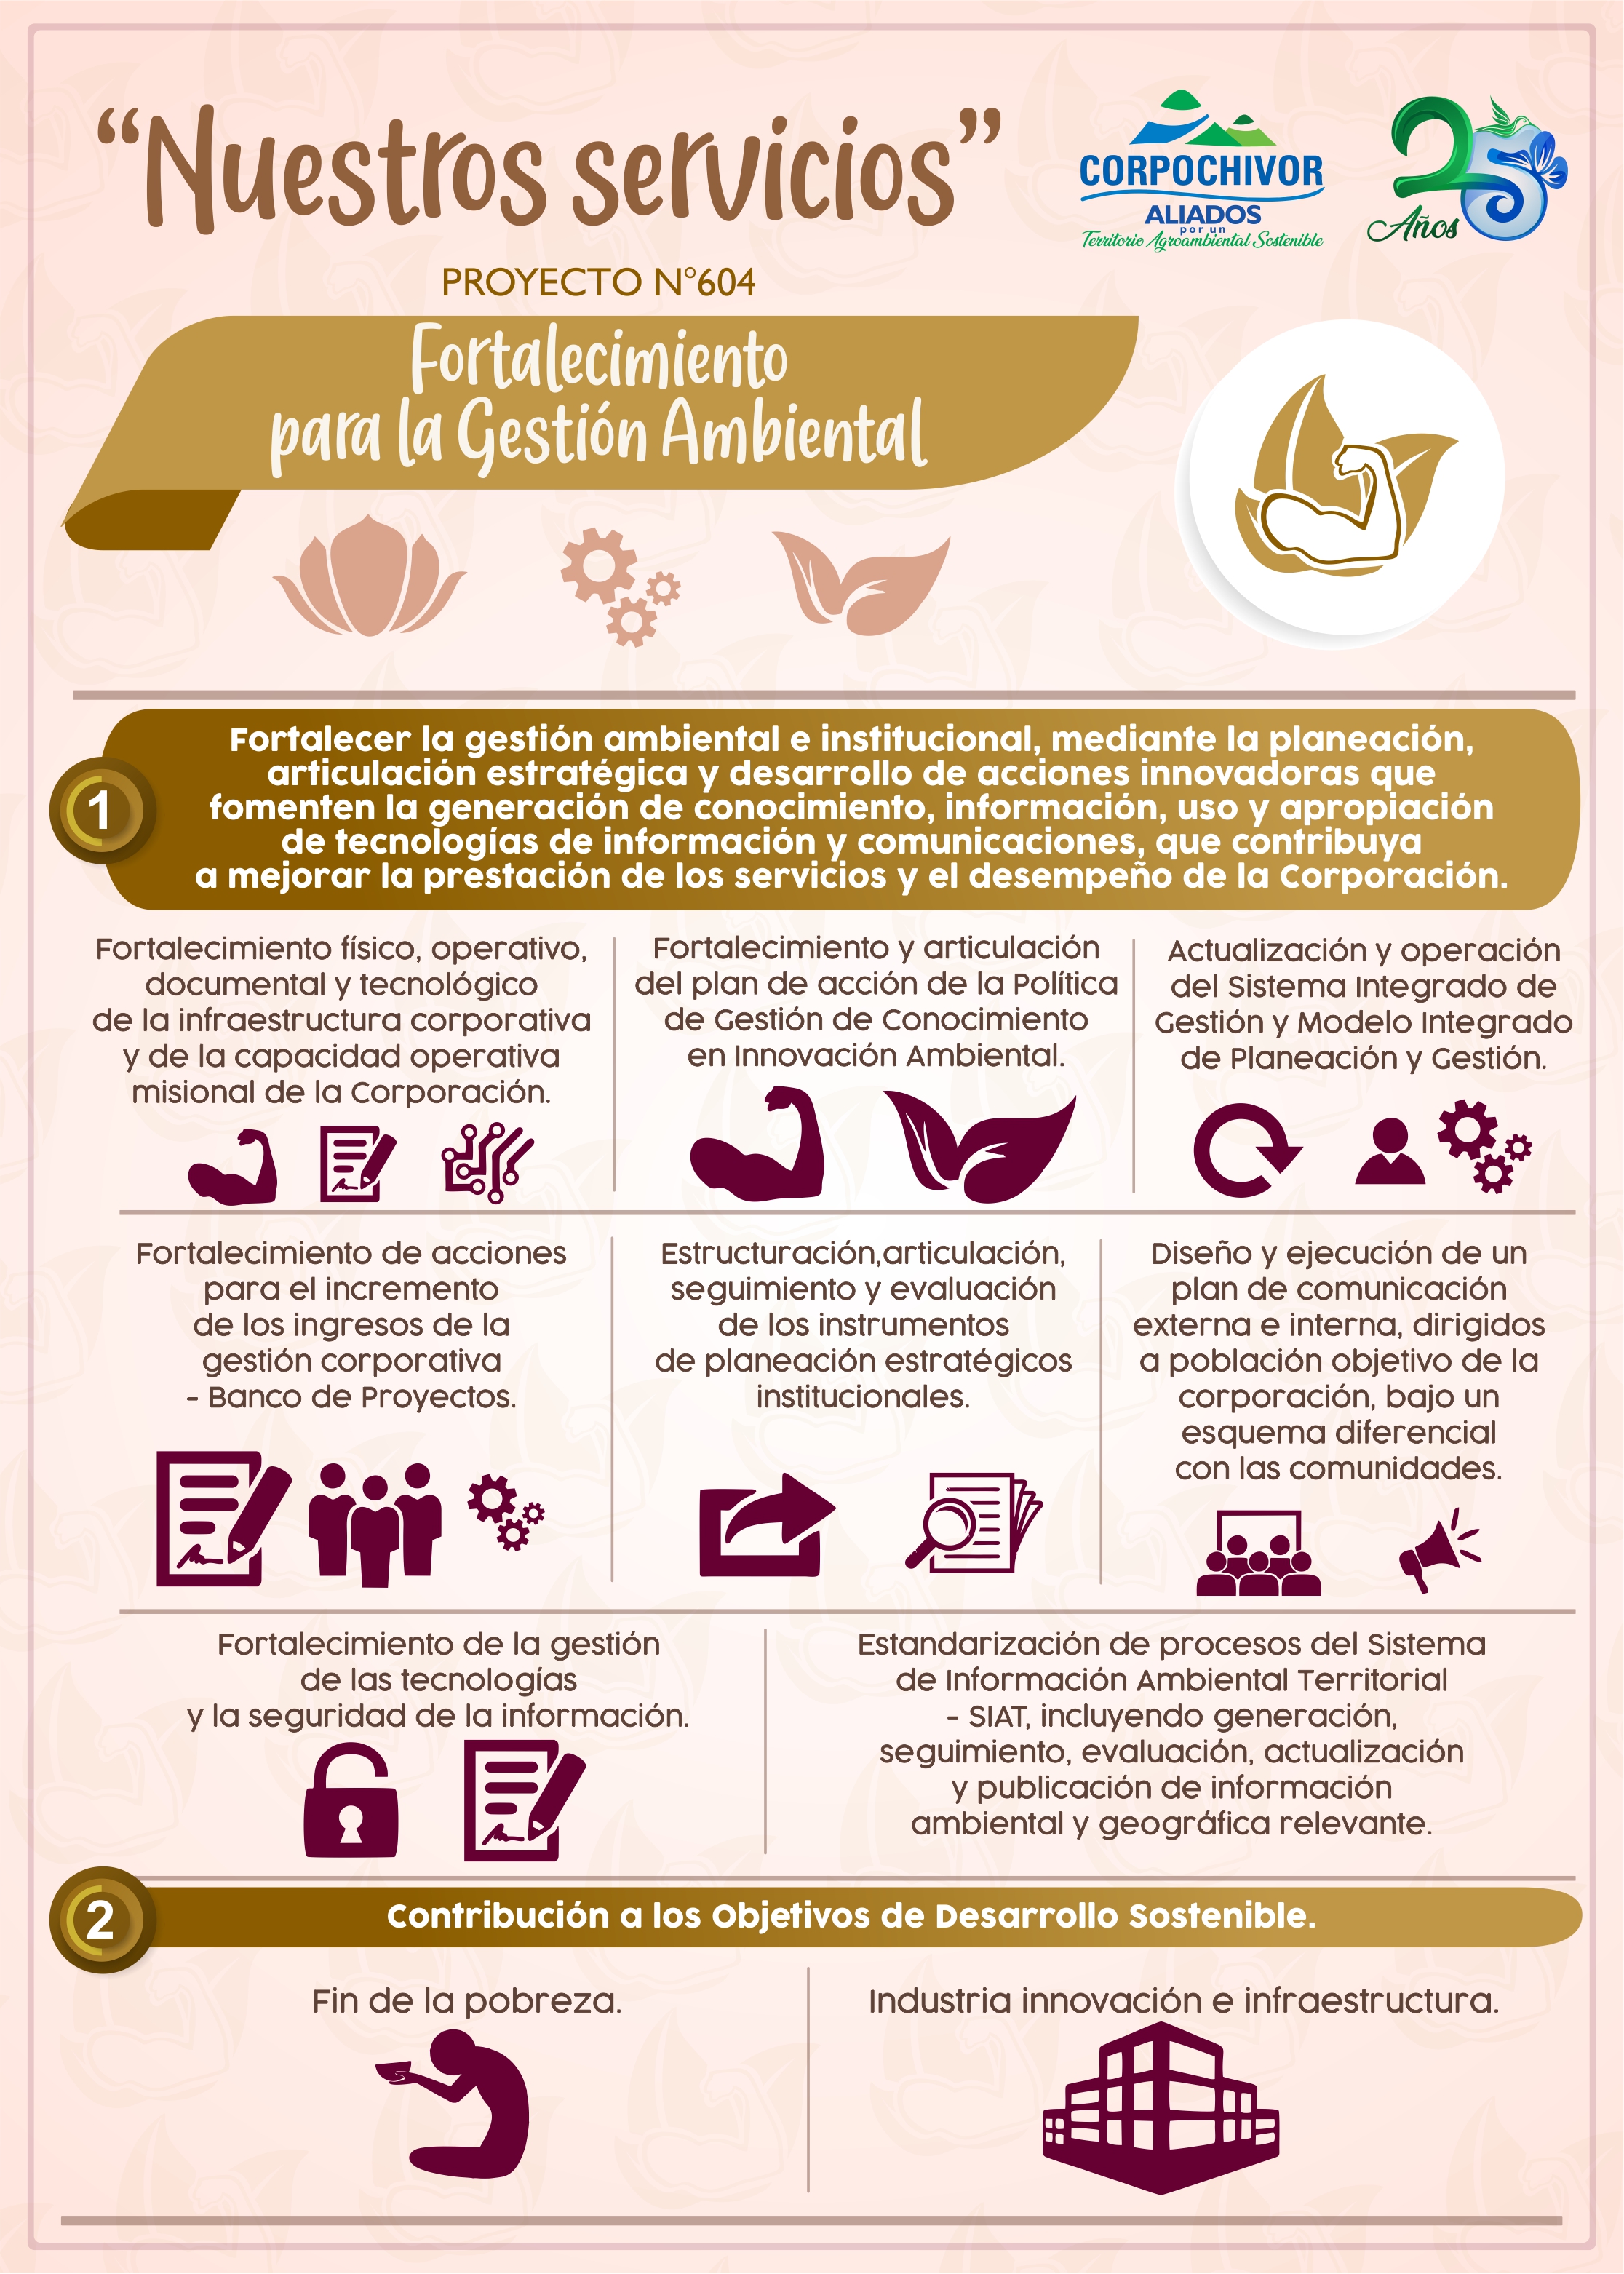 “Nuestros servicios”
CORPOCHIVOR
ALIADOS
por un
Territorio Agroambiental Sostenible
25
Años
PROYECTO N°604
Fortalecimiento
para la Gestión Ambiental
1
Fortalecer la gestión ambiental e institucional, mediante la planeación,
articulación estratégica y desarrollo de acciones innovadoras que
fomenten la generación de conocimiento, información, uso y apropiación
de tecnologías de información y comunicaciones, que contribuya
a mejorar la prestación de los servicios y el desempeño de la Corporación.
Fortalecimiento físico, operativo,
documental y tecnológico
de la infraestructura corporativa
y de la capacidad operativa
misional de la Corporación.
Fortalecimiento y articulación
del plan de acción de la Política
de Gestión de Conocimiento
en Innovación Ambiental.
Actualización y operación
del Sistema Integrado de
Gestión y Modelo Integrado
de Planeación y Gestión.
Fortalecimiento de acciones
para el incremento
de los ingresos de la
gestión corporativa
- Banco de Proyectos.
Estructuración,articulación,
seguimiento y evaluación
de los instrumentos
de planeación estratégicos
institucionales.
Diseño y ejecución de un
plan de comunicación
externa e interna, dirigidos
a población objetivo de la
corporación, bajo un
esquema diferencial
con las comunidades.
Fortalecimiento de la gestión
de las tecnologías
y la seguridad de la información.
Estandarización de procesos del Sistema
de Información Ambiental Territorial
- SIAT, incluyendo generación,
seguimiento, evaluación, actualización
y publicación de información
ambiental y geográfica relevante.
2
Contribución a los Objetivos de Desarrollo Sostenible.
Fin de la pobreza.
Industria innovación e infraestructura.